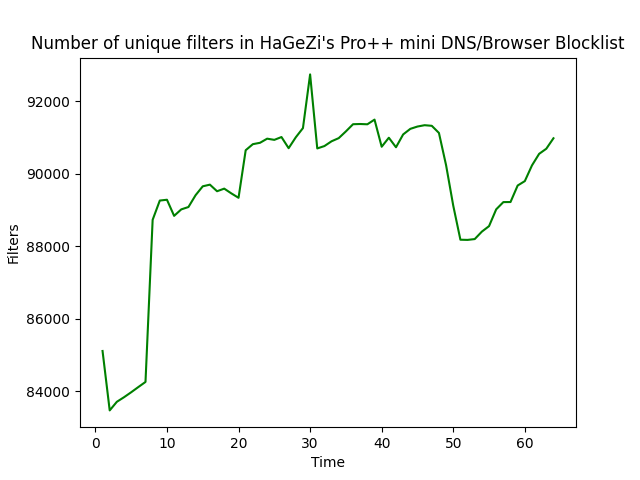 Number of unique filters in HaGeZi's Pro++ mini DNS/Browser Blocklist
92000
90000
88000
86000
84000
Filters
0 10 20 30 40 50 60
Time